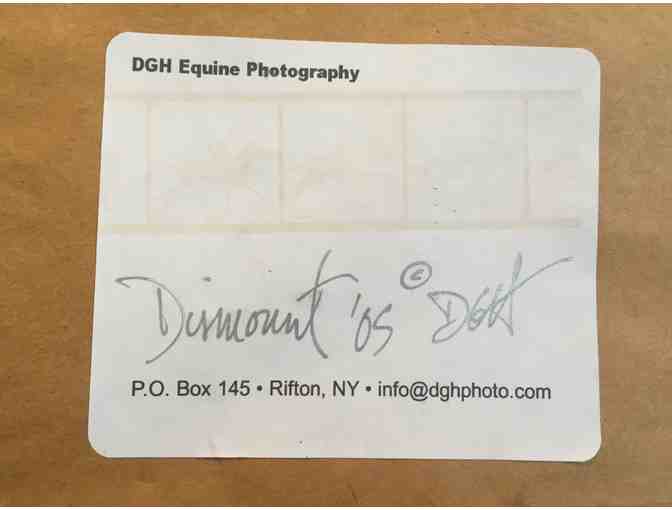 DGH Equine Photography
Dismount '05 © DGH
P.O. Box 145 • Rifton, NY • info@dghphoto.com